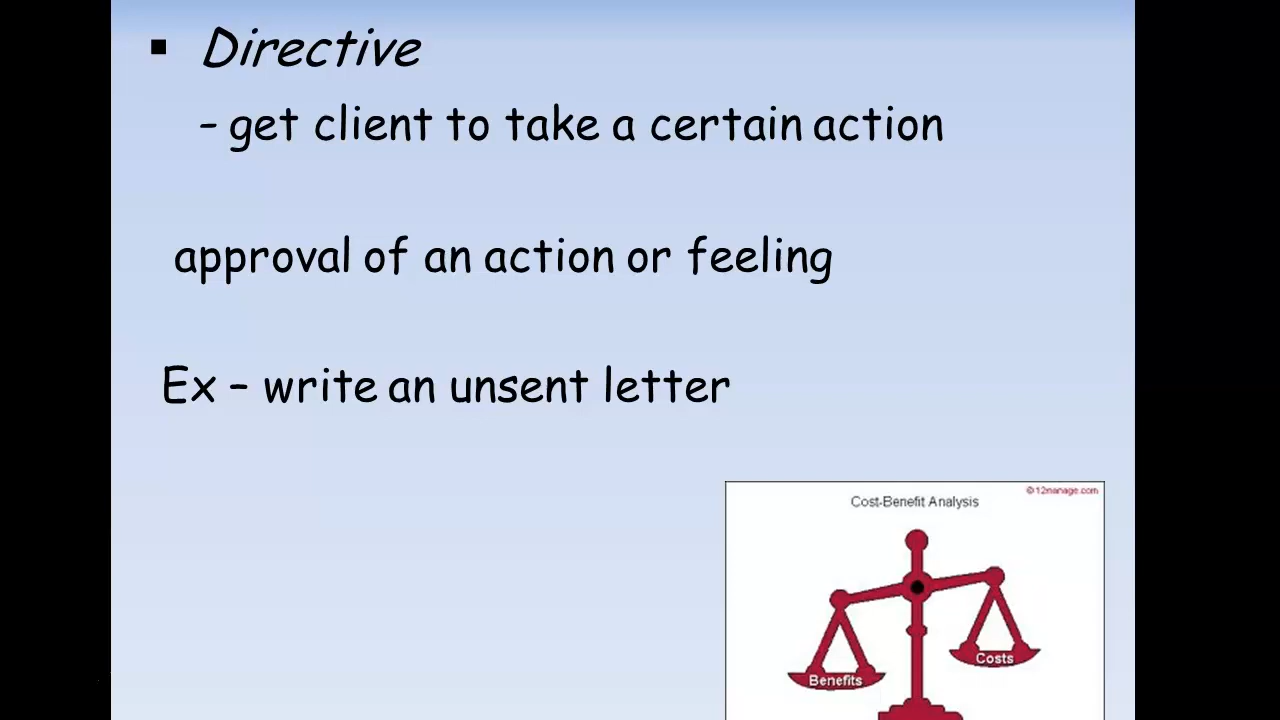 ▪ Directive
– get client to take a certain action
approval of an action or feeling
Ex – write an unsent letter
©12manage.com
Cost-Benefit Analysis
Costs
Benefits